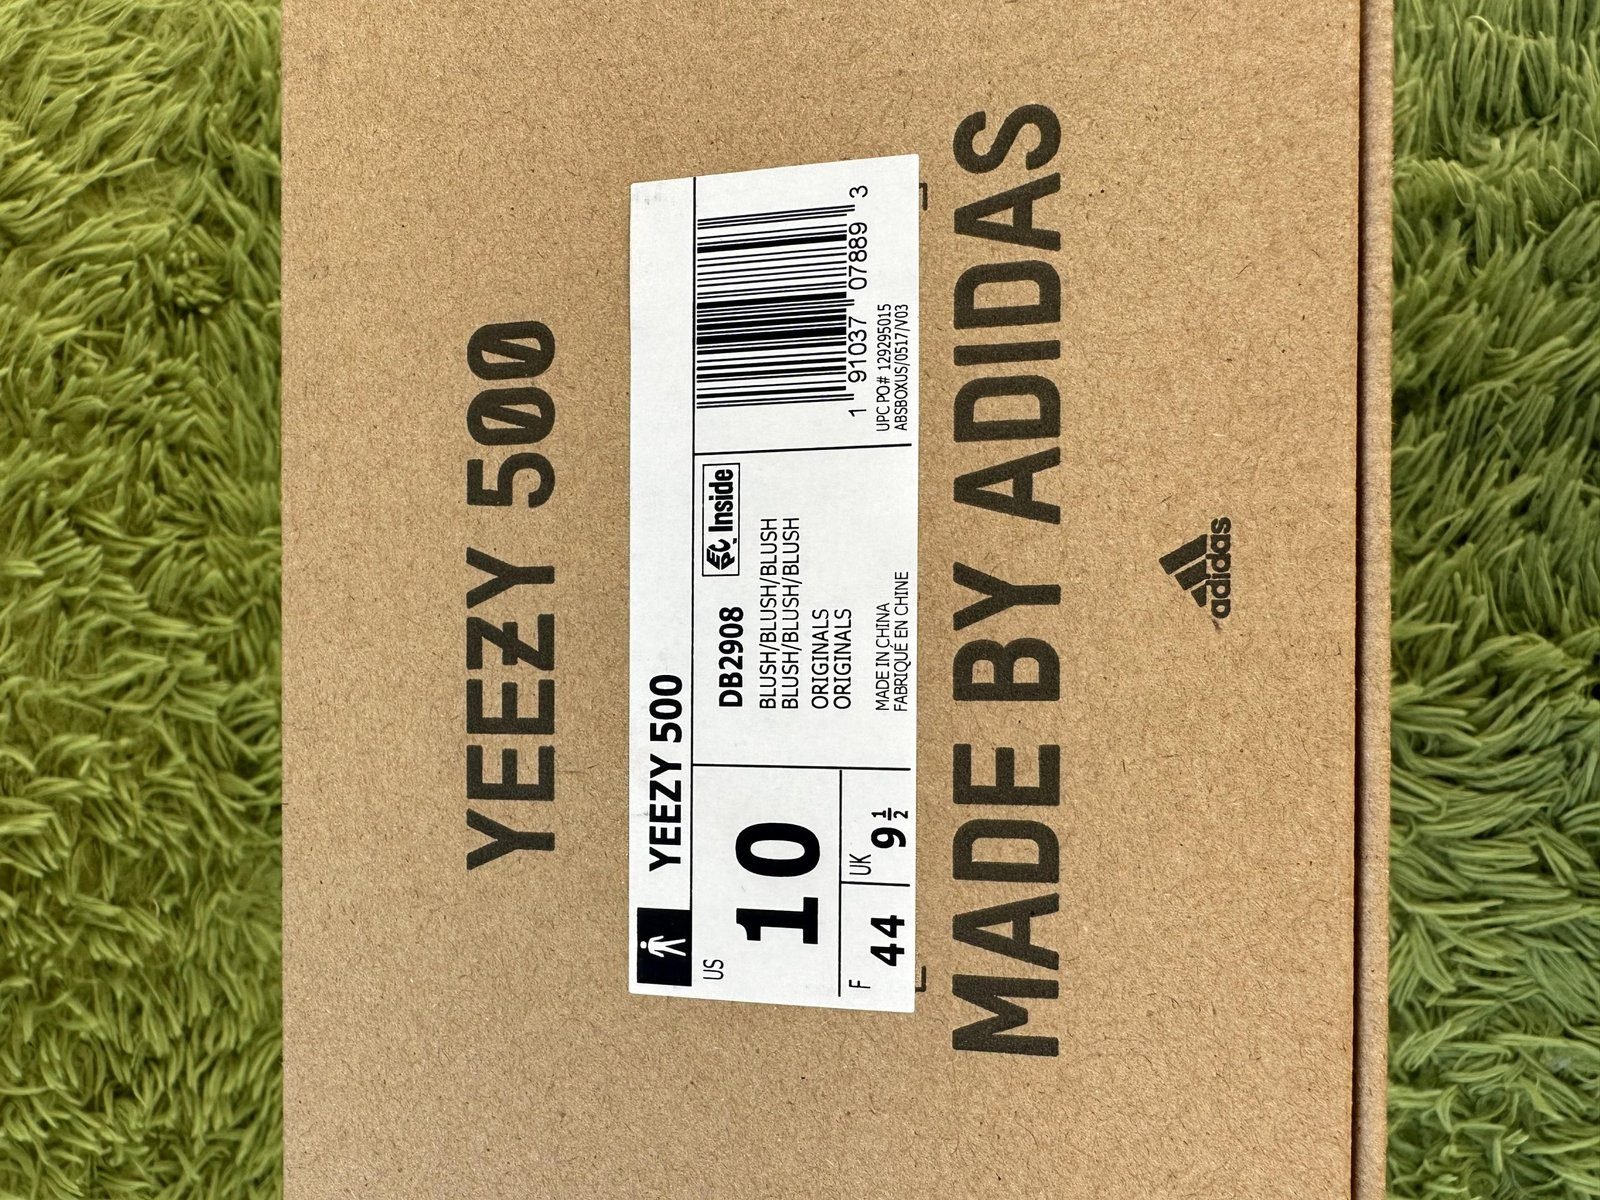 YEEZY 500
YEEZY 500
US
10
F
44
UK
9 1/2
DB2908
EPC Inside
BLUSH/BLUSH/BLUSH
BLUSH/BLUSH/BLUSH
ORIGINALS
ORIGINALS
MADE IN CHINA
FABRIQUÉ EN CHINE
1 91037 07889 3
UPC PO# 129295015
ABSBOXUS/0517/V03
MADE BY ADIDAS
adidas